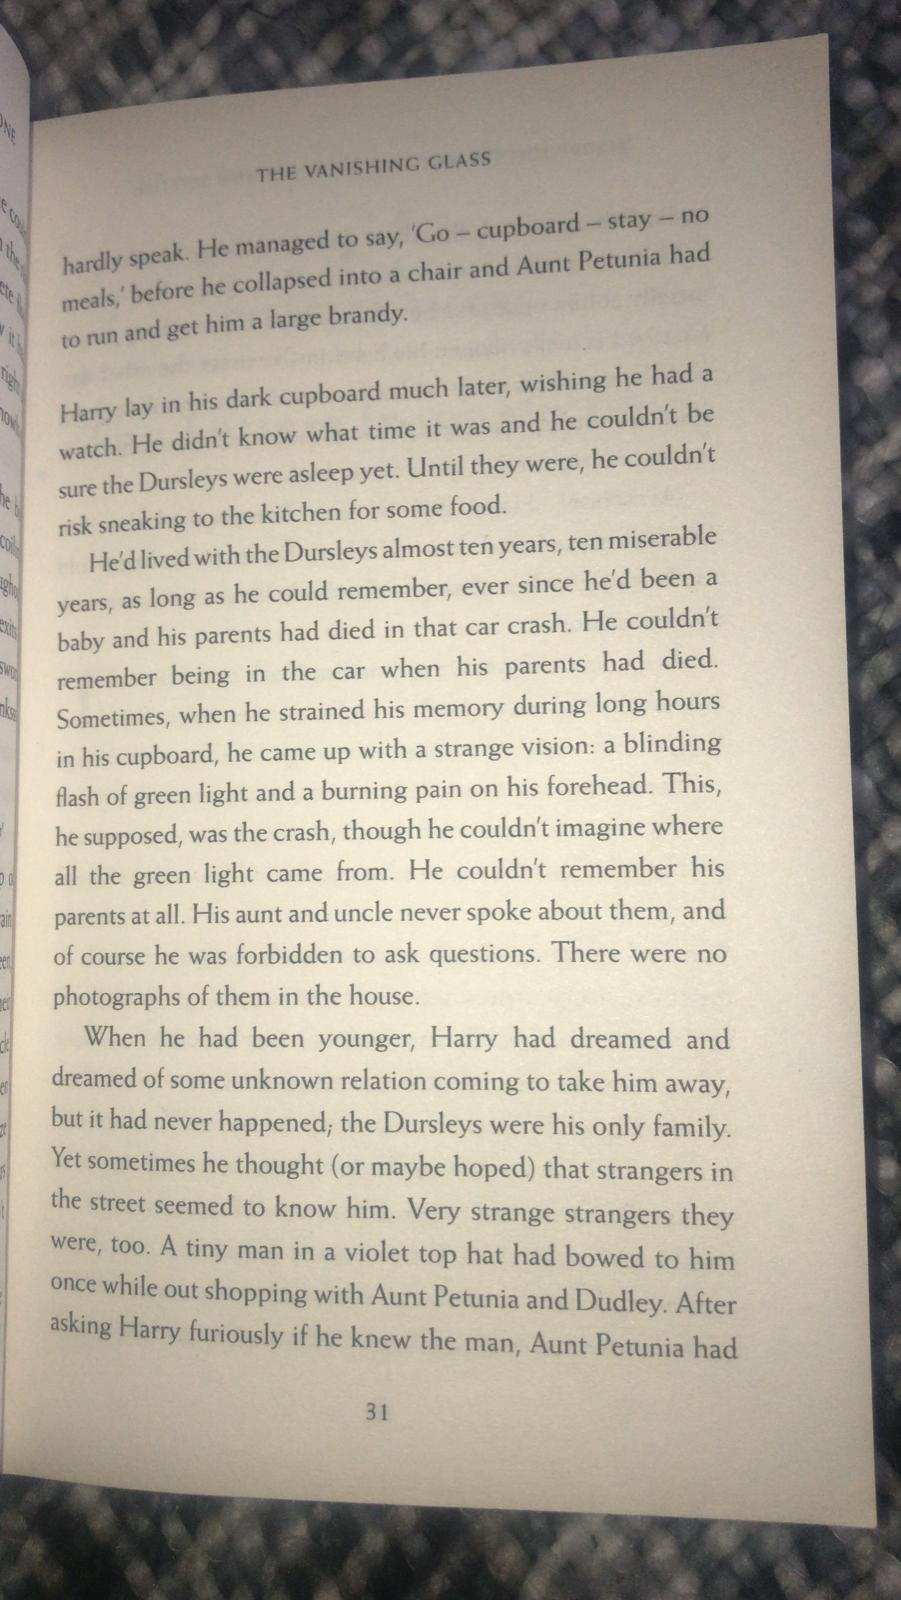 THE VANISHING GLASS
hardly speak. He managed to say, 'Go – cupboard – stay – no
meals,' before he collapsed into a chair and Aunt Petunia had
to run and get him a large brandy.
Harry lay in his dark cupboard much later, wishing he had a
watch. He didn't know what time it was and he couldn't be
sure the Dursleys were asleep yet. Until they were, he couldn't
risk sneaking to the kitchen for some food.
He'd lived with the Dursleys almost ten years, ten miserable
years, as long as he could remember, ever since he'd been a
baby and his parents had died in that car crash. He couldn't
remember being in the car when his parents had died.
Sometimes, when he strained his memory during long hours
in his cupboard, he came up with a strange vision: a blinding
flash of green light and a burning pain on his forehead. This,
he supposed, was the crash, though he couldn't imagine where
all the green light came from. He couldn't remember his
parents at all. His aunt and uncle never spoke about them, and
of course he was forbidden to ask questions. There were no
photographs of them in the house.
When he had been younger, Harry had dreamed and
dreamed of some unknown relation coming to take him away,
but it had never happened; the Dursleys were his only family.
Yet sometimes he thought (or maybe hoped) that strangers in
the street seemed to know him. Very strange strangers they
were, too. A tiny man in a violet top hat had bowed to him
once while out shopping with Aunt Petunia and Dudley. After
asking Harry furiously if he knew the man, Aunt Petunia had
31